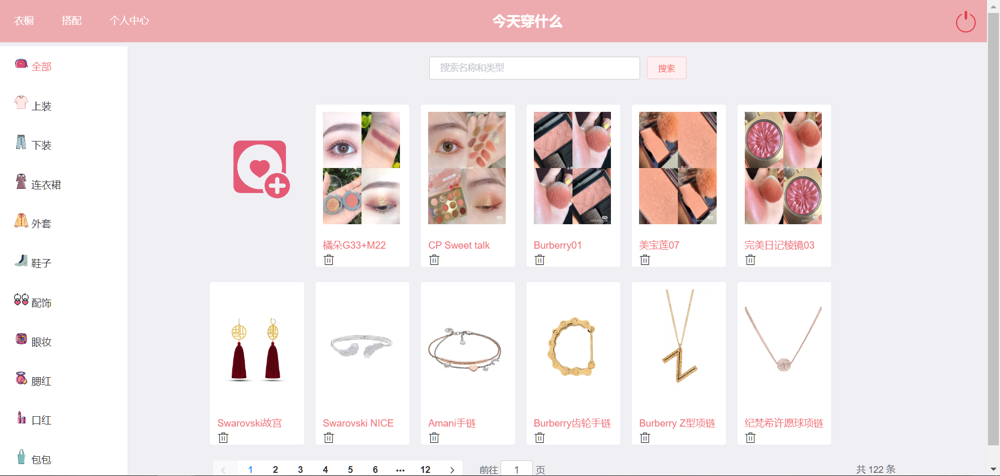 衣橱 搭配 个人中心 今天穿什么
全部
上装
下装
连衣裙
外套
鞋子
配饰
眼妆
腮红
口红
包包
搜索名称和类型 搜索
橘朵G33+M22 CP Sweet talk Burberry01 美宝莲07 完美日记棱镜03
Swarovski故宫 Swarovski NICE Amani手链 Burberry齿轮手链 Burberry Z型项链 纪梵希许愿球项链
1 2 3 4 5 6 ••• 12 前往 1 页 共 122 条